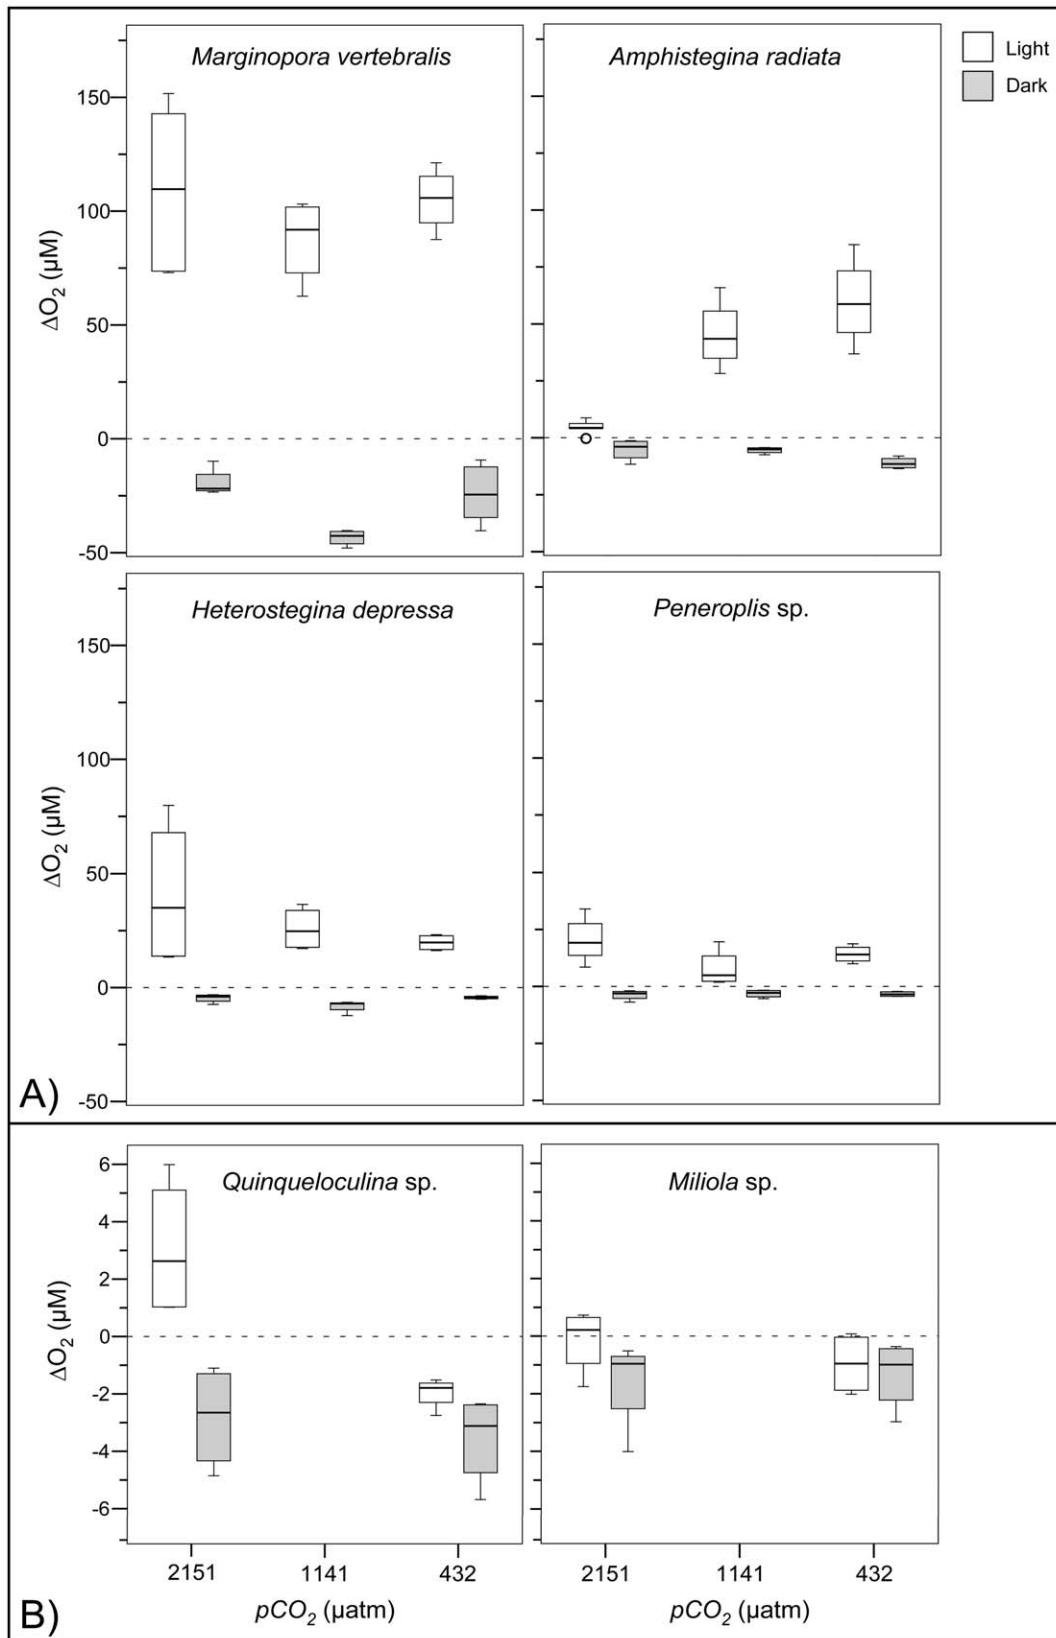 Marginopora vertebralis
Amphistegina radiata
Light
Dark
150
100
50
0
-50
ΔO2 (µM)
Heterostegina depressa
Peneroplis sp.
150
100
50
0
-50
ΔO2 (µM)
A)
Quinqueloculina sp.
Miliola sp.
6
4
2
0
-2
-4
-6
ΔO2 (µM)
2151 1141 432
2151 1141 432
pCO2 (µatm)
pCO2 (µatm)
B)